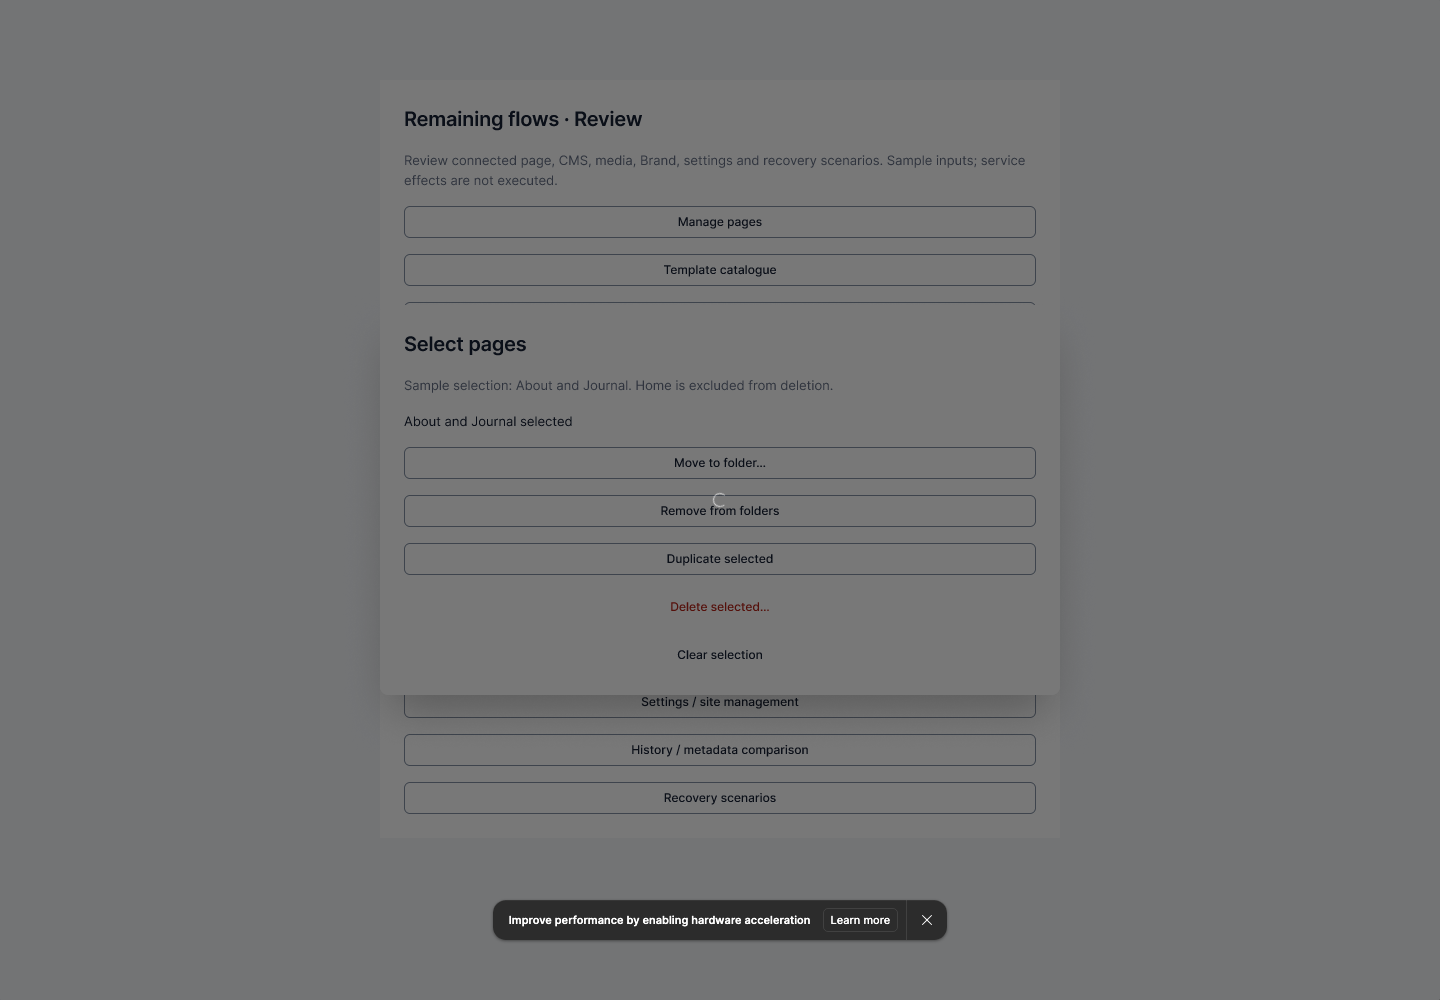 Remaining flows · Review
Review connected page, CMS, media, Brand, settings and recovery scenarios. Sample inputs; service
effects are not executed.
Manage pages
Template catalogue
Select pages
Sample selection: About and Journal. Home is excluded from deletion.
About and Journal selected
Move to folder...
Remove from folders
Duplicate selected
Delete selected...
Clear selection
Settings / site management
History / metadata comparison
Recovery scenarios
Improve performance by enabling hardware acceleration
Learn more